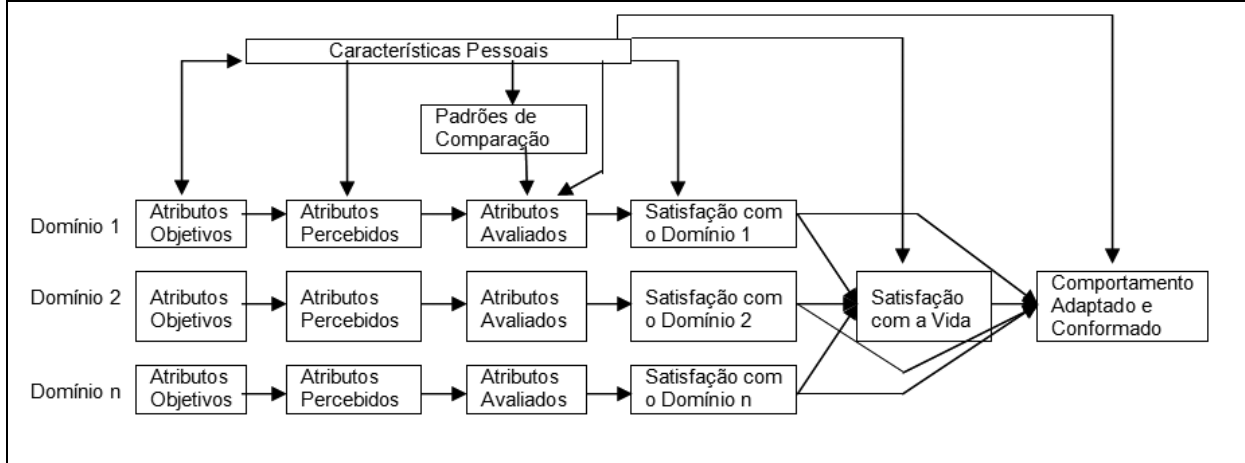 Características Pessoais
Padrões de
Comparação
Domínio 1
Atributos
Objetivos
Atributos
Percebidos
Atributos
Avaliados
Satisfação com
o Domínio 1
Domínio 2
Atributos
Objetivos
Atributos
Percebidos
Atributos
Avaliados
Satisfação com
o Domínio 2
Satisfação
com a Vida
Comportamento
Adaptado e
Conformado
Domínio n
Atributos
Objetivos
Atributos
Percebidos
Atributos
Avaliados
Satisfação com
o Domínio n